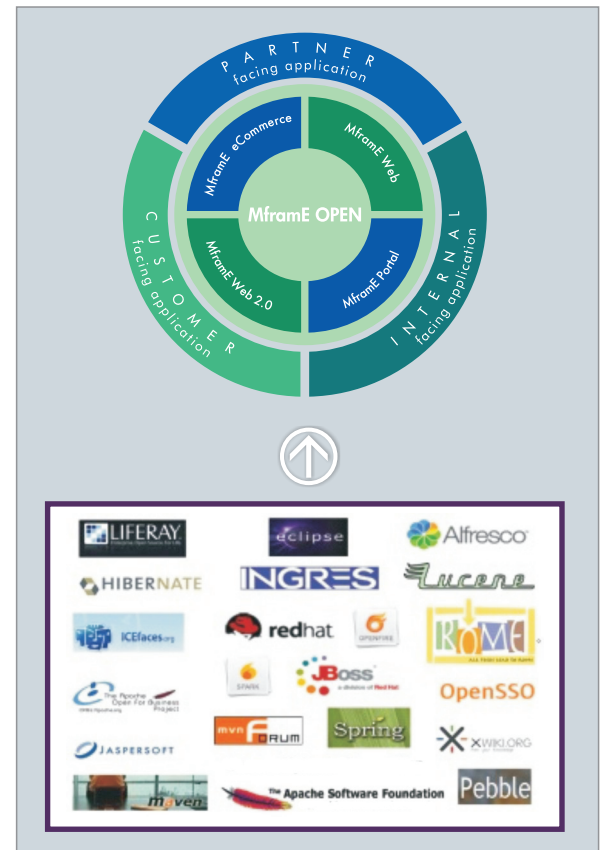 PARTNER
facing application
MframE eCommerce
MframE Web
MframE OPEN
CUSTOMER
facing application
INTERNAL
facing application
MframE Web 2.0
MframE Portal
LIFERAY.
eclipse
Alfresco
HIBERNATE
INGRES
Lucene
ICEfaces.org
redhat.
OPENFIRE
ROME
SPARK
JBoss
a division of Red Hat
The Apache
Open For Business
Project
OpenSSO
JASPERSOFT
mvn FORUM
Spring
XWIKI.ORG
maven
The Apache Software Foundation
Pebble